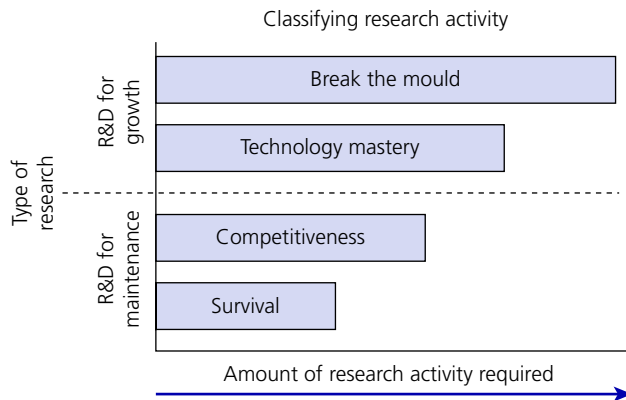 Classifying research activity
Type of
research
R&D for
growth
Break the mould
Technology mastery
R&D for
maintenance
Competitiveness
Survival
Amount of research activity required